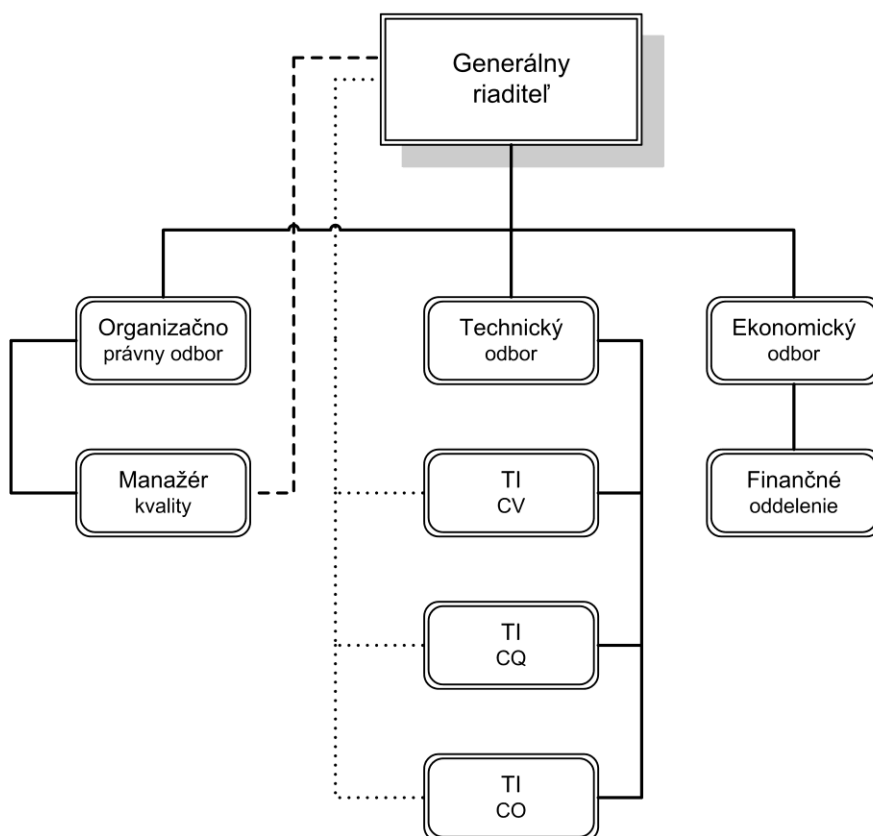 Generálny
riaditeľ
Organizačno
právny odbor
Technický
odbor
Ekonomický
odbor
Manažér
kvality
TI
CV
Finančné
oddelenie
TI
CQ
TI
CO